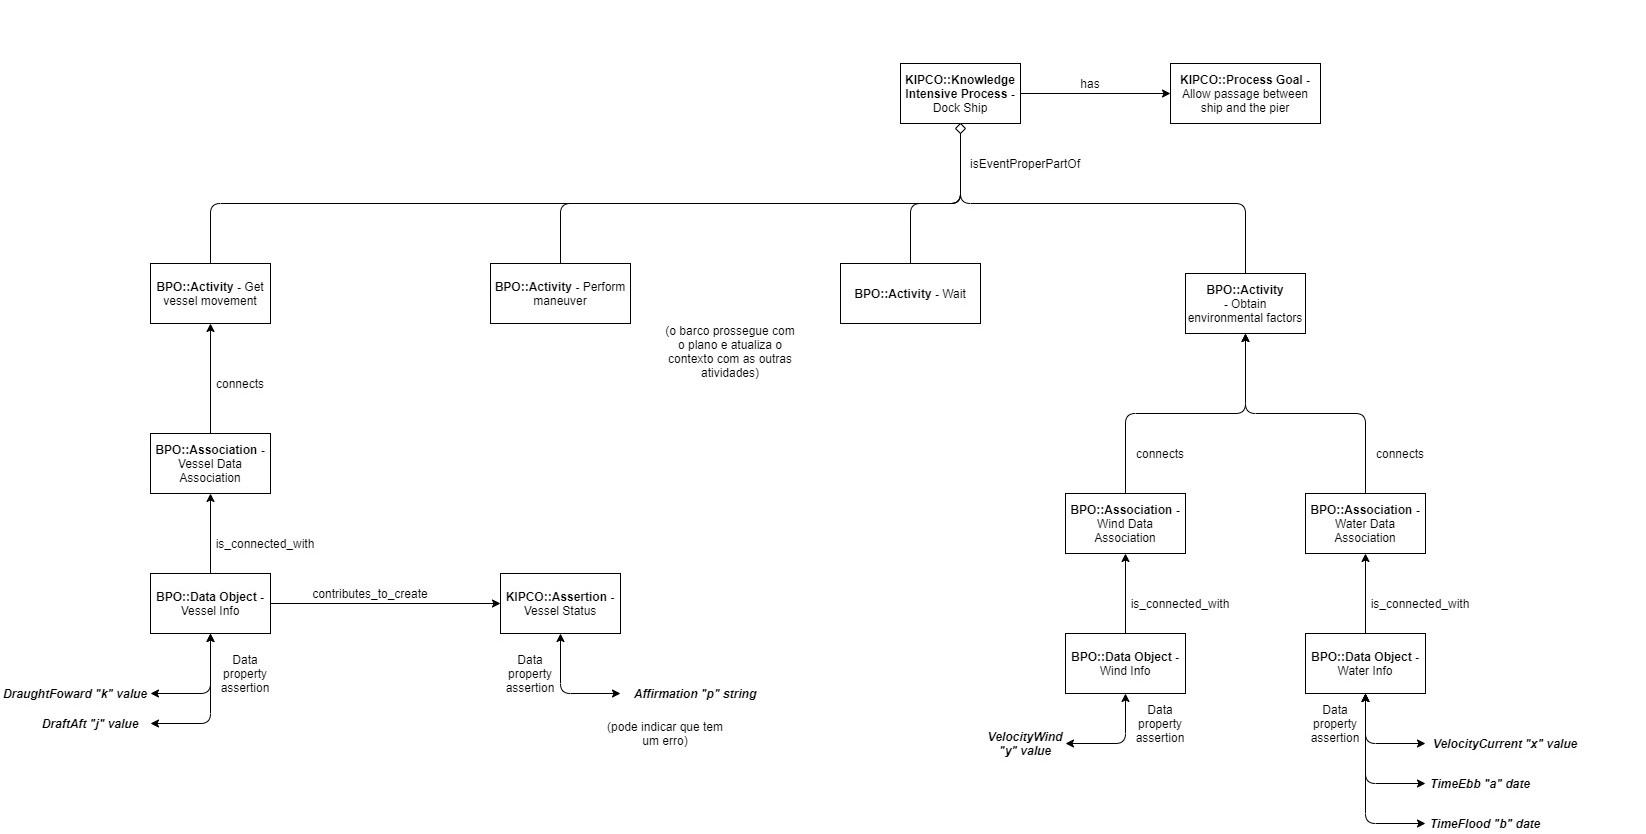 KIPCO::Knowledge
Intensive Process -
Dock Ship
has
KIPCO::Process Goal -
Allow passage between
ship and the pier
isEventProperPartOf
BPO::Activity - Get
vessel movement
BPO::Activity - Perform
maneuver
BPO::Activity - Wait
BPO::Activity
- Obtain
environmental factors
(o barco prossegue com
o plano e atualiza o
contexto com as outras
atividades)
connects
BPO::Association -
Vessel Data
Association
connects
connects
BPO::Association -
Wind Data
Association
BPO::Association -
Water Data
Association
is_connected_with
BPO::Data Object -
Vessel Info
contributes_to_create
KIPCO::Assertion -
Vessel Status
is_connected_with
is_connected_with
BPO::Data Object -
Wind Info
BPO::Data Object -
Water Info
Data
property
assertion
DraughtFoward "k" value
DraftAft "j" value
Data
property
assertion
Affirmation "p" string
(pode indicar que tem
um erro)
VelocityWind
"y" value
Data
property
assertion
Data
property
assertion
VelocityCurrent "x" value
TimeEbb "a" date
TimeFlood "b" date